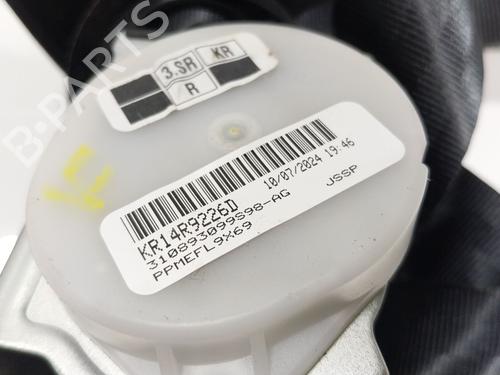 B-PARTS
3.SR KR
R
KR14R9226D 10/07/2024 19:46
310893099S98-AG JSSP
PPMEFL9X69